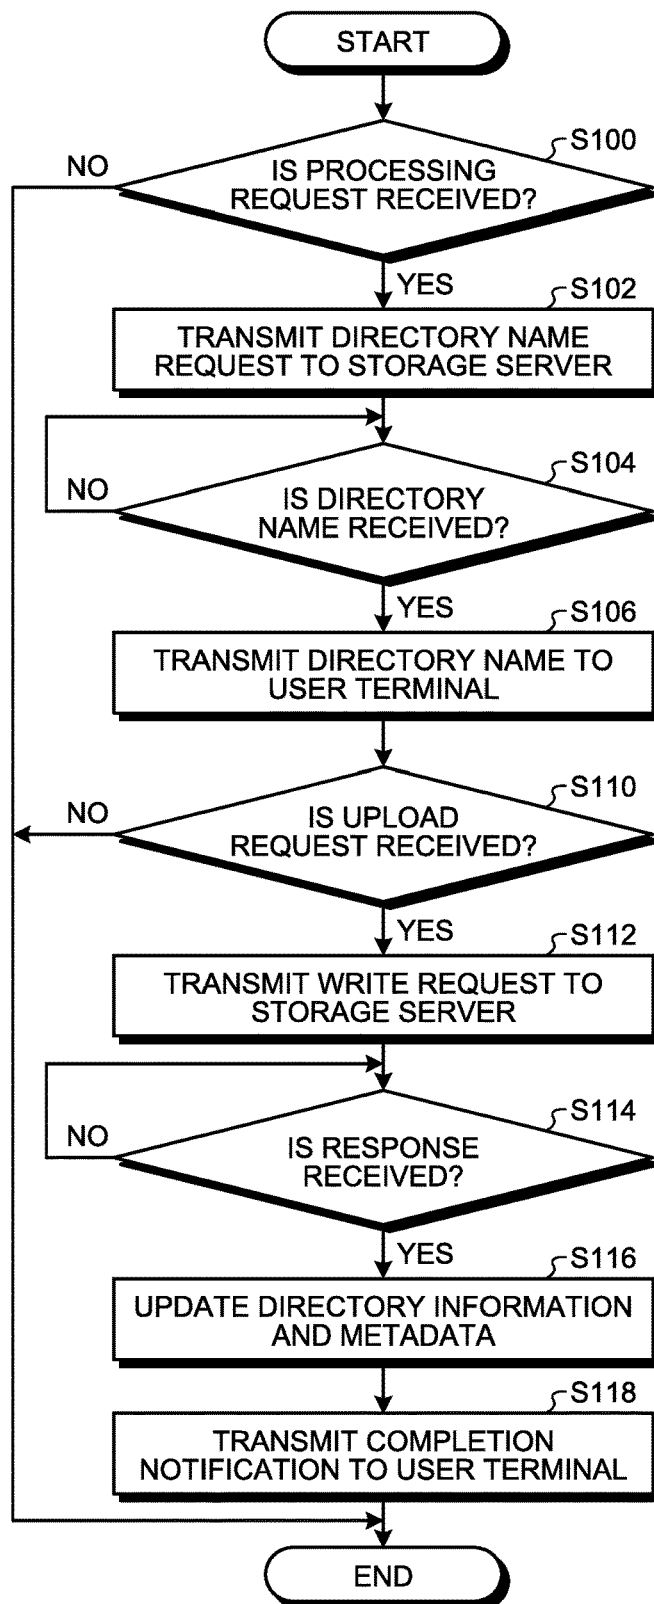 START
S100
NO
IS PROCESSING
REQUEST RECEIVED?
YES
S102
TRANSMIT DIRECTORY NAME
REQUEST TO STORAGE SERVER
S104
NO
IS DIRECTORY
NAME RECEIVED?
YES
S106
TRANSMIT DIRECTORY NAME TO
USER TERMINAL
S110
NO
IS UPLOAD
REQUEST RECEIVED?
YES
S112
TRANSMIT WRITE REQUEST TO
STORAGE SERVER
S114
NO
IS RESPONSE
RECEIVED?
YES
S116
UPDATE DIRECTORY INFORMATION
AND METADATA
S118
TRANSMIT COMPLETION
NOTIFICATION TO USER TERMINAL
END